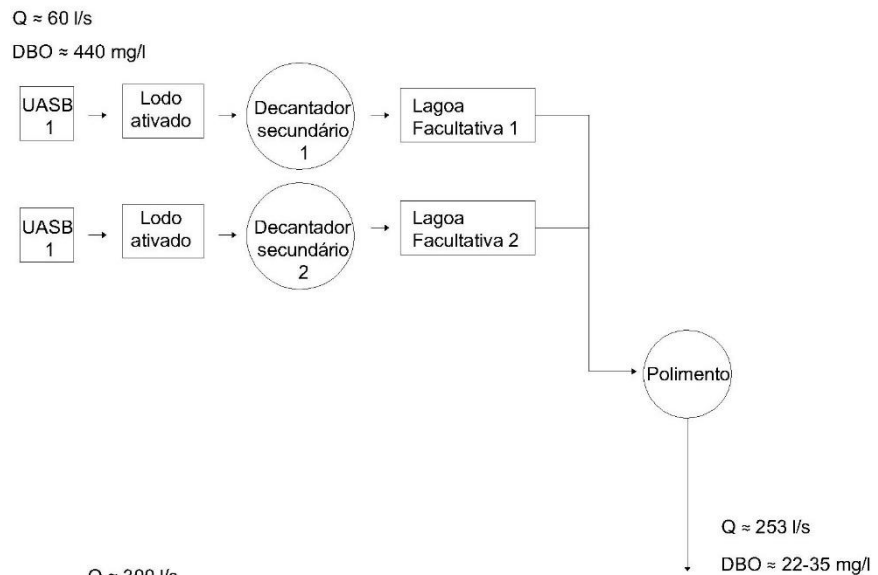 Q ≈ 60 l/s
DBO ≈ 440 mg/l
UASB
1
Lodo
ativado
Decantador
secundário
1
Lagoa
Facultativa 1
UASB
1
Lodo
ativado
Decantador
secundário
2
Lagoa
Facultativa 2
Polimento
Q ≈ 253 l/s
DBO ≈ 22-35 mg/l